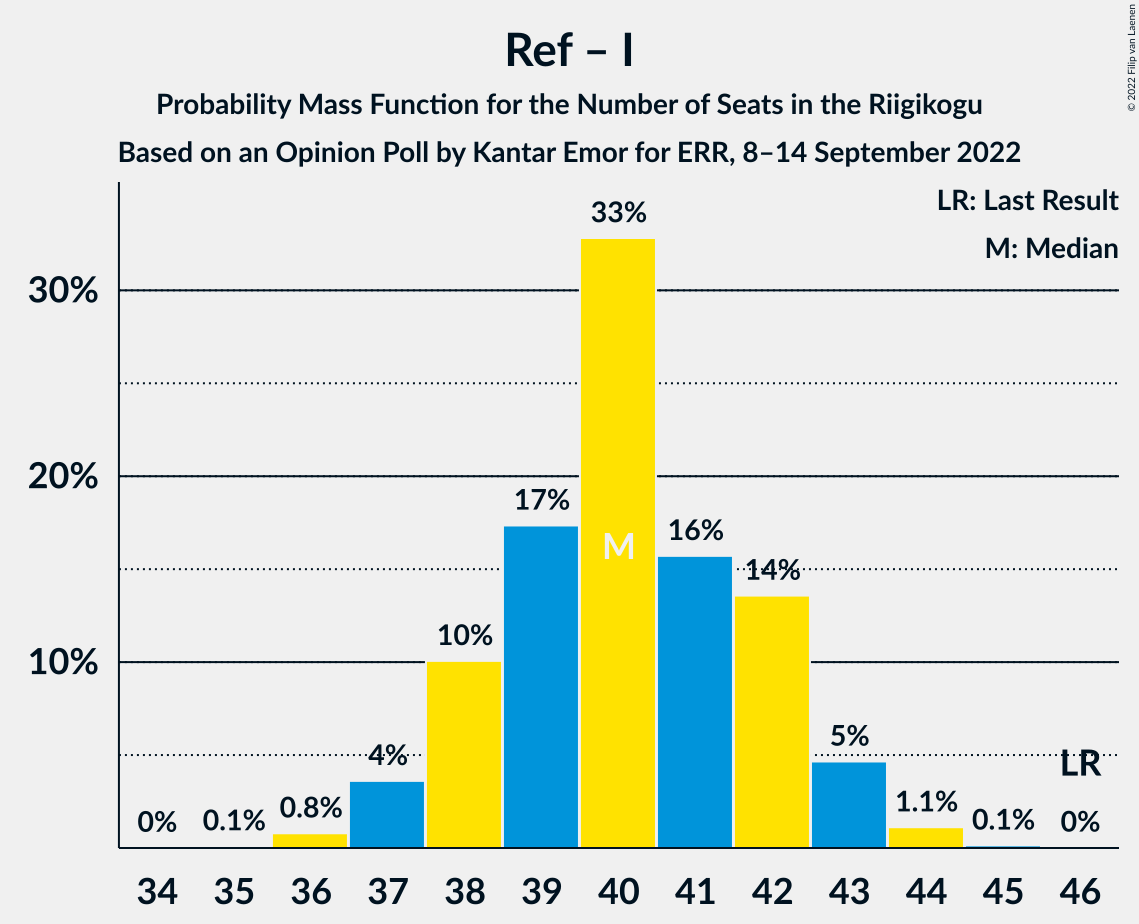 Ref – I
Probability Mass Function for the Number of Seats in the Riigikogu
Based on an Opinion Poll by Kantar Emor for ERR, 8–14 September 2022
© 2022 Filip van Laenen
LR: Last Result
M: Median
30%
20%
10%
0%
0.1%
0.8%
4%
10%
17%
33%
M
16%
14%
5%
1.1%
0.1%
LR
0%
34 35 36 37 38 39 40 41 42 43 44 45 46